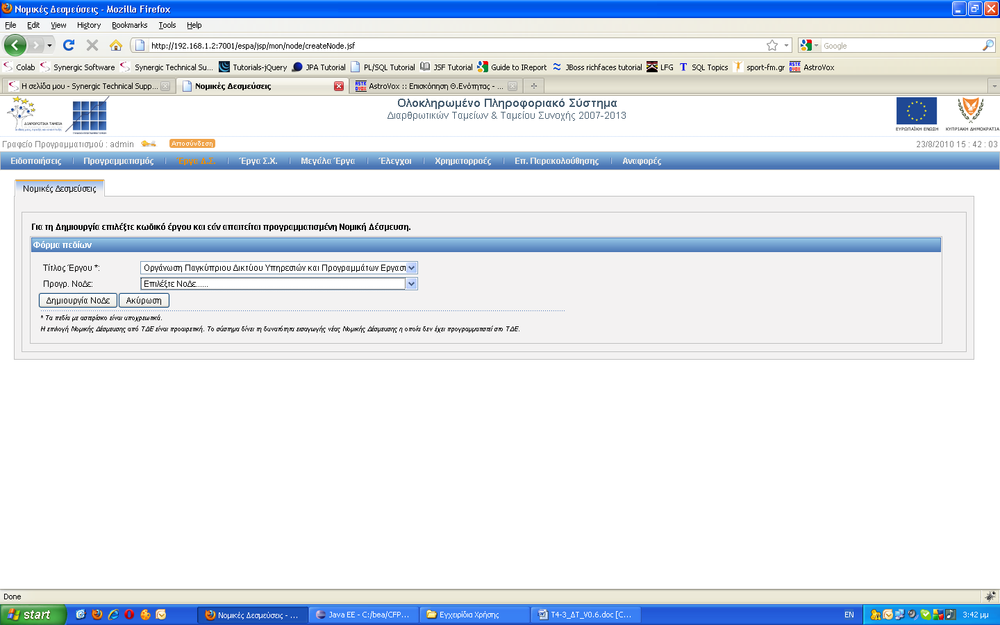 Νομικές Δεσμεύσεις - Mozilla Firefox
File Edit View History Bookmarks Tools Help
http://192.168.1.2:7001/espa/jsp/mon/node/createNode.jsf
Google
Colab Synergic Software Synergic Technical Su... Tutorials-jQuery JPA Tutorial PL/SQL Tutorial JSF Tutorial Guide to IReport JBoss richfaces tutorial LFG SQL Topics sport-fm.gr AstroVox
Η σελίδα μου - Synergic Technical Supp... Νομικές Δεσμεύσεις AstroVox :: Επισκόπηση Θ.Ενότητας - ...
Ολοκληρωμένο Πληροφοριακό Σύστημα
Διαρθρωτικών Ταμείων & Ταμείου Συνοχής 2007-2013
ΔΙΑΡΘΡΩΤΙΚΑ ΤΑΜΕΙΑ
ΕΥΡΩΠΑΪΚΗ ΕΝΩΣΗ ΚΥΠΡΙΑΚΗ ΔΗΜΟΚΡΑΤΙΑ
Γραφείο Προγραμματισμού : admin Αποσύνδεση 23/8/2010 15 : 42 : 03
Ειδοποιήσεις Προγραμματισμός Έργα Δ.Σ. Έργα Σ.Χ. Μεγάλα Έργα Έλεγχοι Χρηματορροές Επ. Παρακολούθησης Αναφορές
Νομικές Δεσμεύσεις
Για τη Δημιουργία επιλέξτε κωδικό έργου και εάν απαιτείται προγραμματισμένη Νομική Δέσμευση.
Φόρμα πεδίων
Τίτλος Έργου *: Οργάνωση Παγκύπριου Δικτύου Υπηρεσιών και Προγραμμάτων Εργασι
Προγρ. ΝοΔε: Επιλέξτε ΝοΔε......
Δημιουργία ΝοΔε Ακύρωση
* Τα πεδία με αστερίσκο είναι υποχρεωτικά.
Η επιλογή Νομικής Δέσμευσης από ΤΔΕ είναι προαιρετική. Το σύστημα δίνει τη δυνατότητα εισαγωγής νέας Νομικής Δέσμευσης η οποία δεν έχει προγραμματιστεί στο ΤΔΕ.
Done
start Νομικές Δεσμεύσεις - ... Java EE - C:/bea/CFP... Εγχειρίδια Χρήσης T4-3_ΔΤ_V0.6.doc [C... EN 3:42 μμ